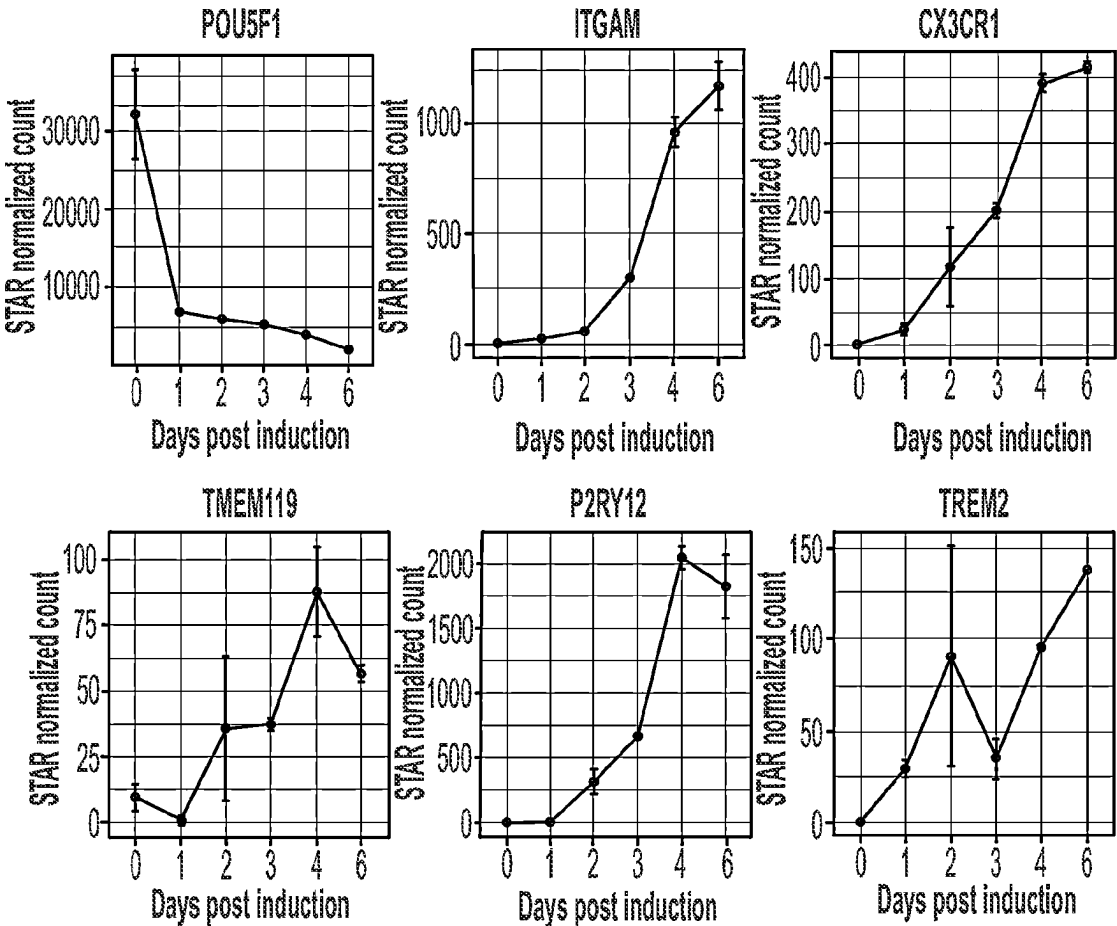 POU5F1
ITGAM
CX3CR1
STAR normalized count
30000
20000
10000
0 1 2 3 4 6
Days post induction
STAR normalized count
1000
500
0
0 1 2 3 4 6
Days post induction
STAR normalized count
400
300
200
100
0
0 1 2 3 4 6
Days post induction
TMEM119
P2RY12
TREM2
STAR normalized count
100
75
50
25
0
0 1 2 3 4 6
Days post induction
STAR normalized count
2000
1500
1000
500
0
0 1 2 3 4 6
Days post induction
STAR normalized count
150
100
50
0
0 1 2 3 4 6
Days post induction